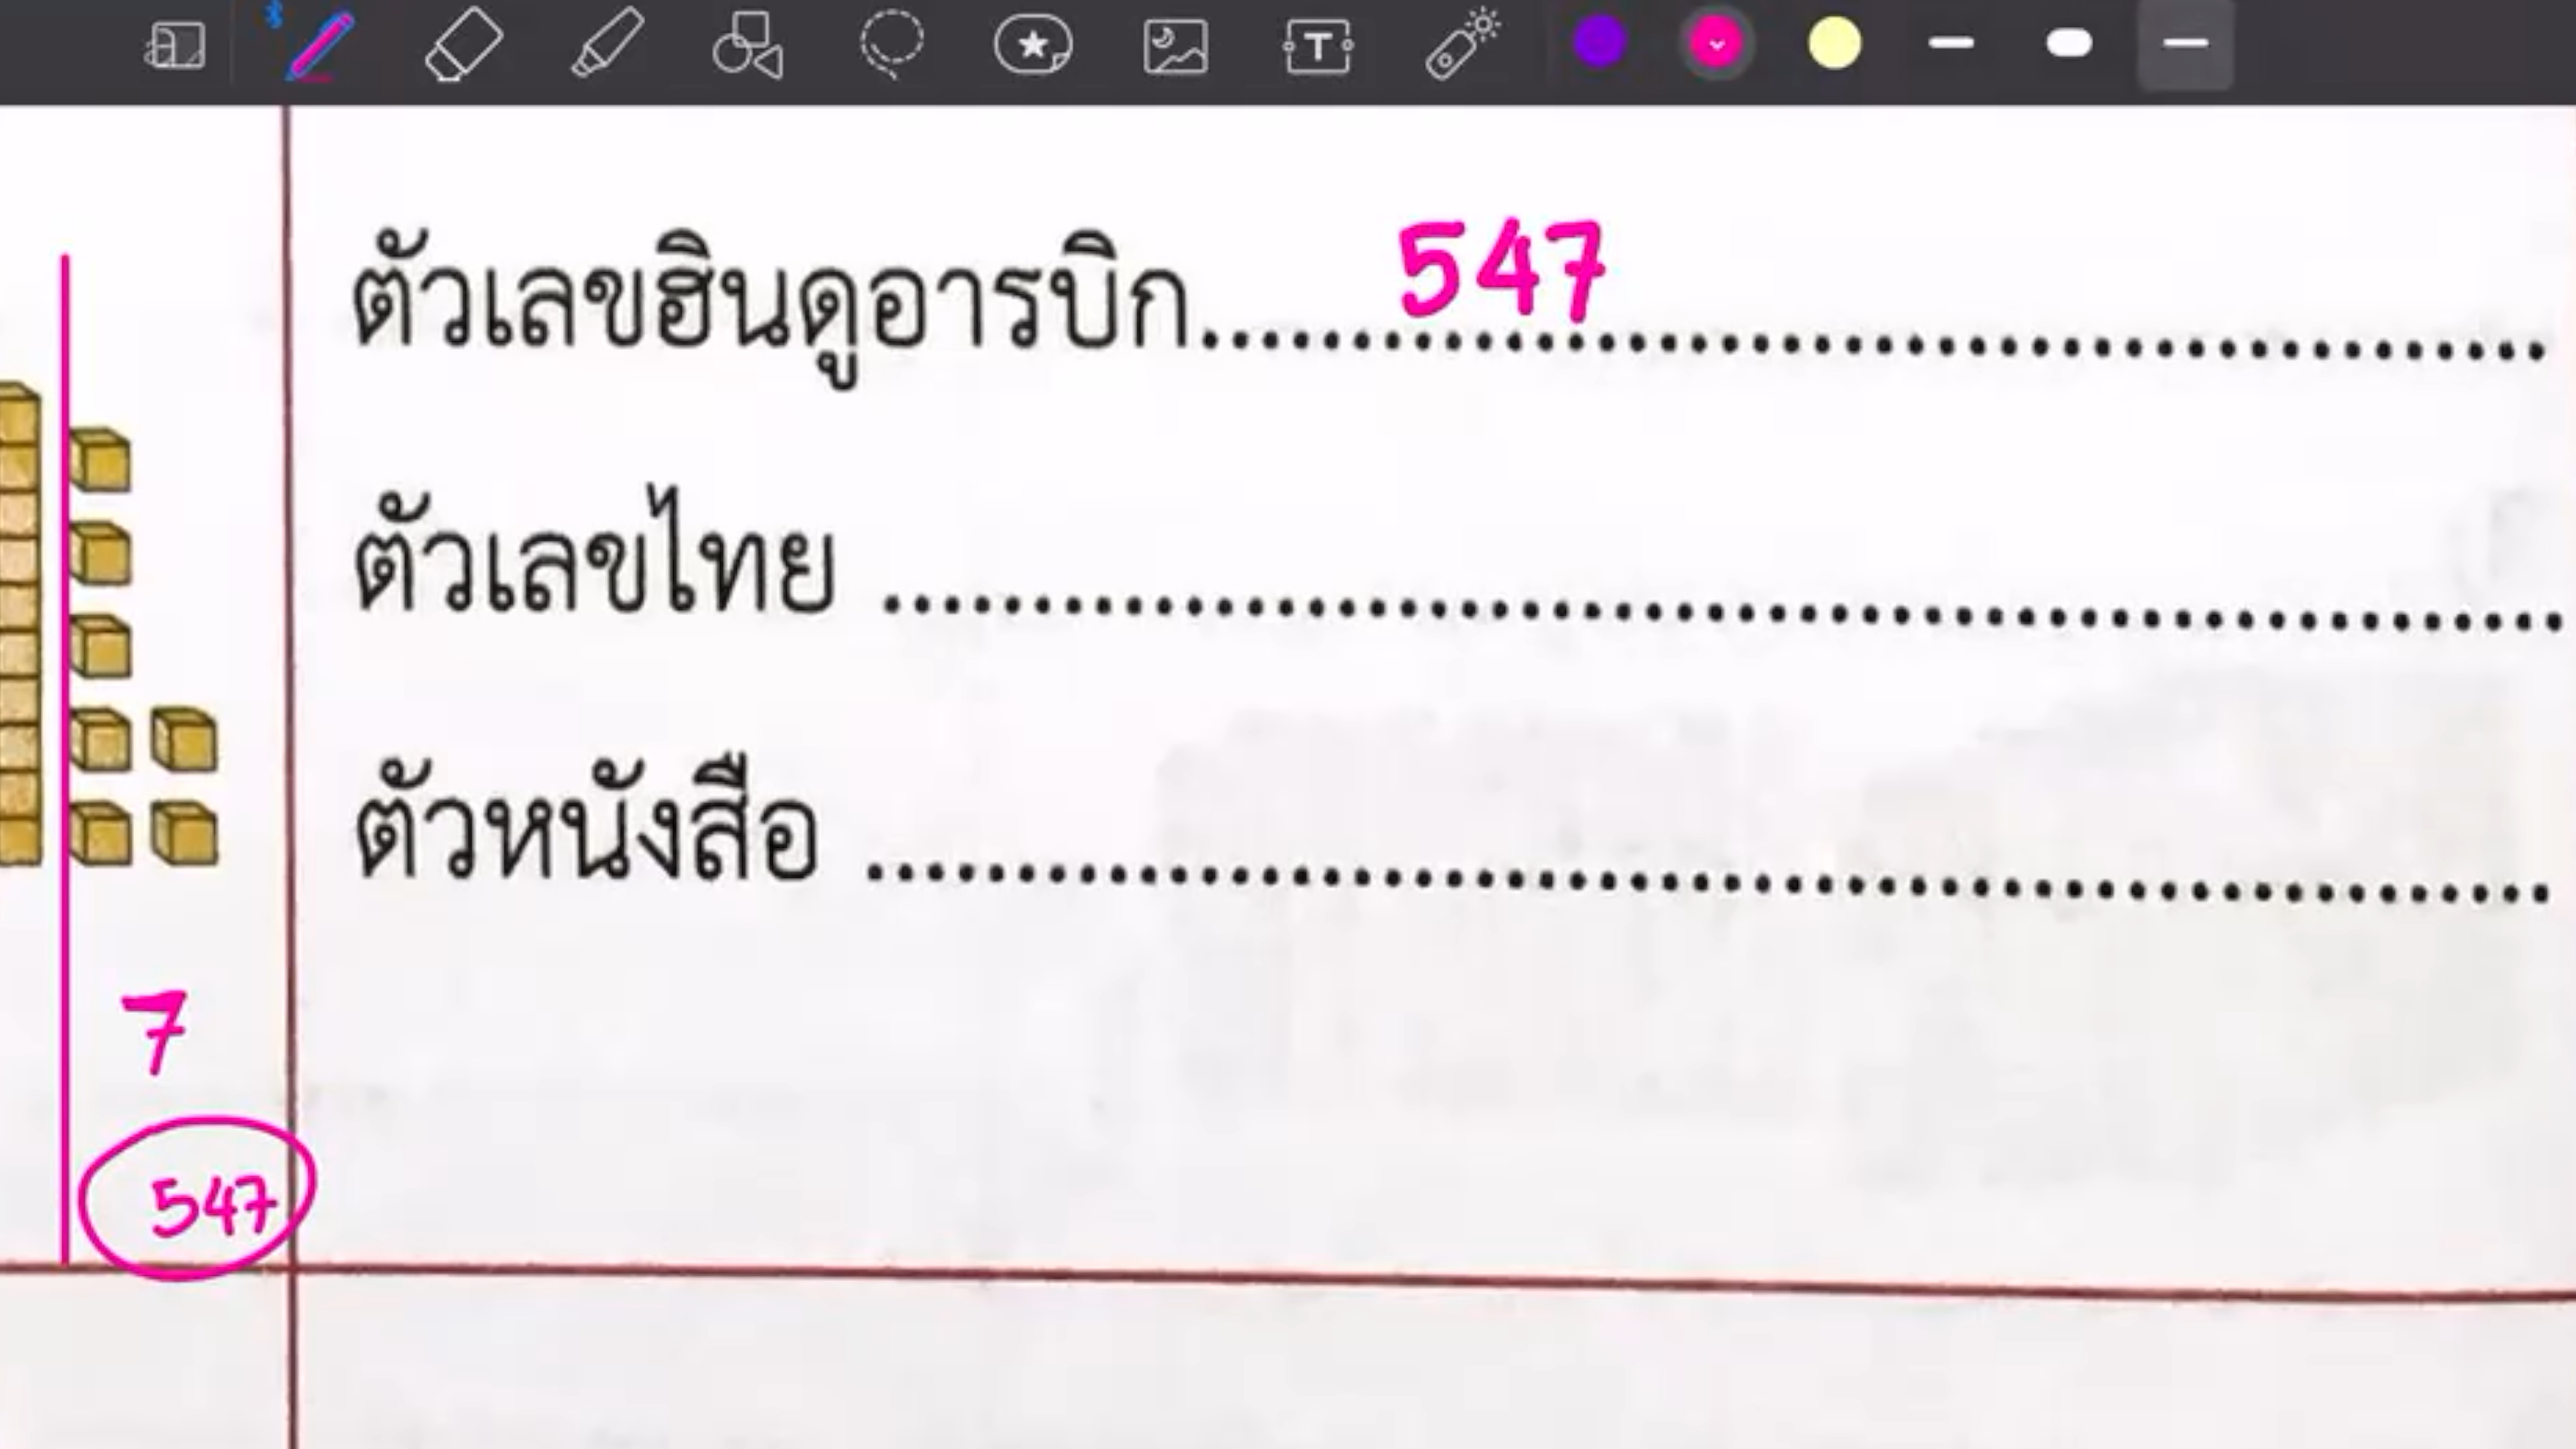 T
ตัวเลขฮินดูอารบิก.......547.......
ตัวเลขไทย ..............
ตัวหนังสือ ..............
7
547